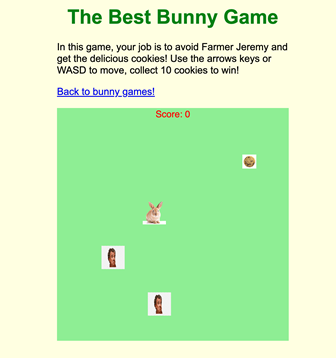 The Best Bunny Game
In this game, your job is to avoid Farmer Jeremy and
get the delicious cookies! Use the arrows keys or
WASD to move, collect 10 cookies to win!
Back to bunny games!
Score: 0